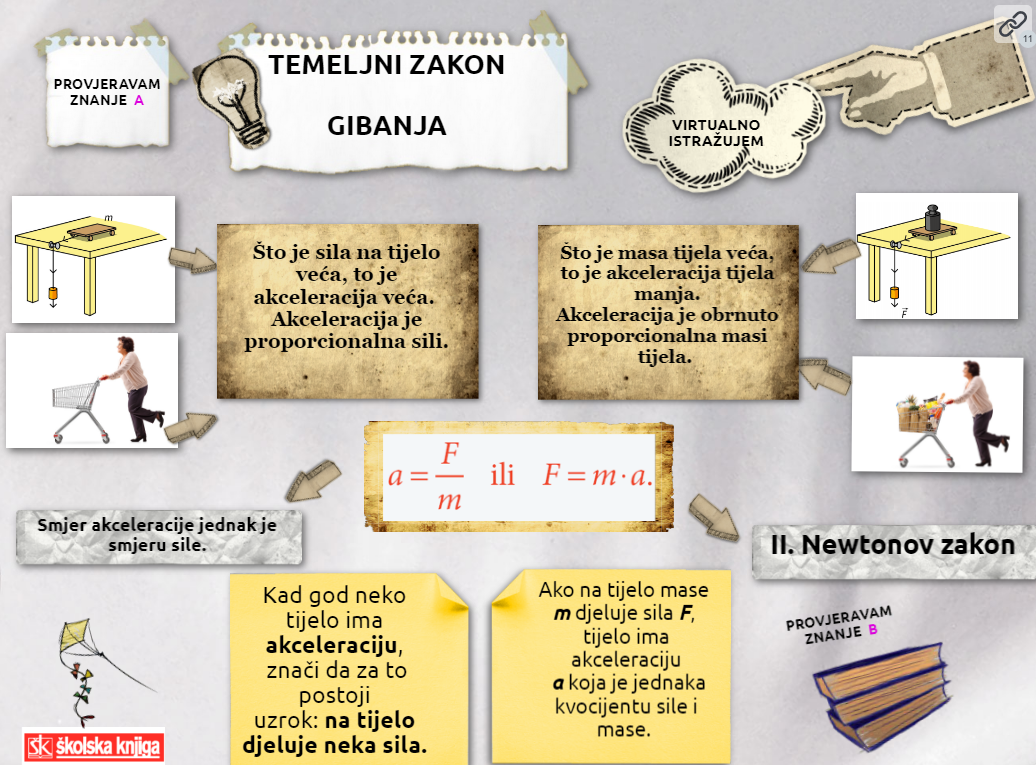 PROVJERAVAM
ZNANJE A
TEMELJNI ZAKON
GIBANJA
VIRTUALNO
ISTRAŽUJEM
11
m
Što je sila na tijelo
veća, to je
akceleracija veća.
Akceleracija je
proporcionalna sili.
Što je masa tijela veća,
to je akceleracija tijela
manja.
Akceleracija je obrnuto
proporcionalna masi
tijela.
F
a = F/m ili F = m · a.
Smjer akceleracije jednak je
smjeru sile.
II. Newtonov zakon
Kad god neko
tijelo ima
akceleraciju,
znači da za to
postoji
uzrok: na tijelo
djeluje neka sila.
Ako na tijelo mase
m djeluje sila F,
tijelo ima
akceleraciju
a koja je jednaka
kvocijentu sile i
mase.
PROVJERAVAM
ZNANJE B
ŠK školska knjiga